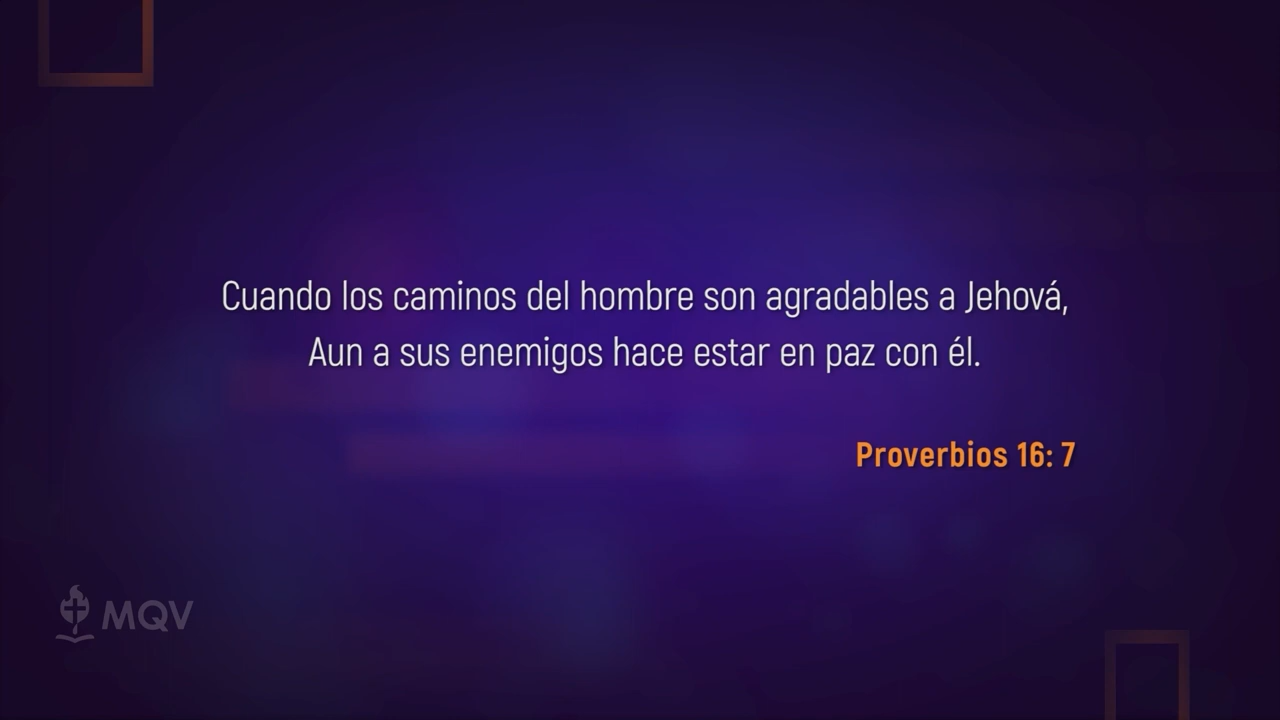 Cuando los caminos del hombre son agradables a Jehová,
Aun a sus enemigos hace estar en paz con él.
Proverbios 16: 7
MQV